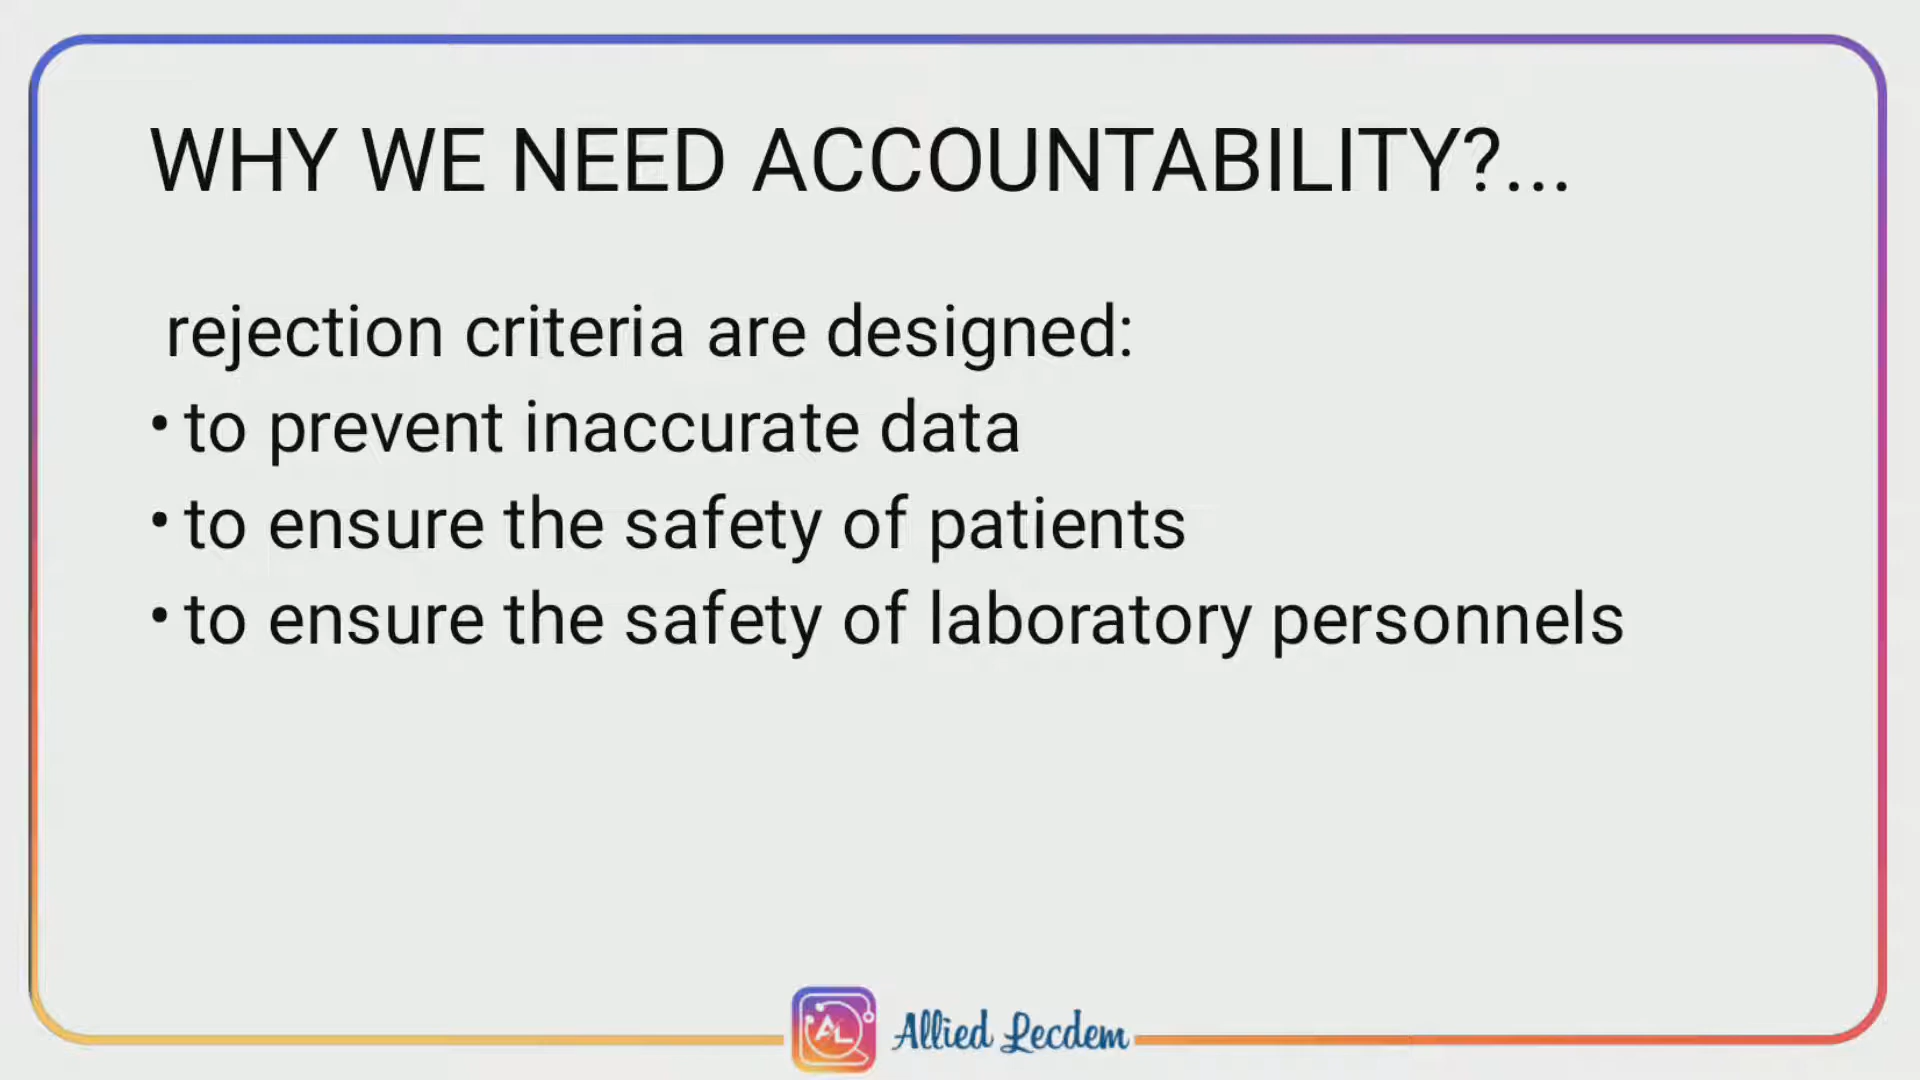 WHY WE NEED ACCOUNTABILITY?...
rejection criteria are designed:
• to prevent inaccurate data
• to ensure the safety of patients
• to ensure the safety of laboratory personnels
AL
Allied Lecdem